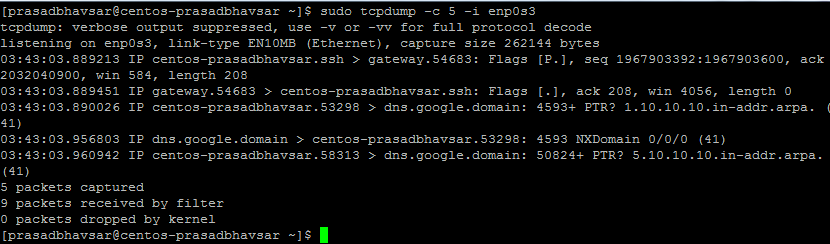 [prasadbhavsar@centos-prasadbhavsar ~]$ sudo tcpdump -c 5 -i enp0s3
tcpdump: verbose output suppressed, use -v or -vv for full protocol decode
listening on enp0s3, link-type EN10MB (Ethernet), capture size 262144 bytes
03:43:03.889213 IP centos-prasadbhavsar.ssh > gateway.54683: Flags [P.], seq 1967903392:1967903600, ack
2032040900, win 584, length 208
03:43:03.889451 IP gateway.54683 > centos-prasadbhavsar.ssh: Flags [.], ack 208, win 4056, length 0
03:43:03.890026 IP centos-prasadbhavsar.53298 > dns.google.domain: 4593+ PTR? 1.10.10.10.in-addr.arpa. (
41)
03:43:03.956803 IP dns.google.domain > centos-prasadbhavsar.53298: 4593 NXDomain 0/0/0 (41)
03:43:03.960942 IP centos-prasadbhavsar.58313 > dns.google.domain: 50824+ PTR? 5.10.10.10.in-addr.arpa.
(41)
5 packets captured
9 packets received by filter
0 packets dropped by kernel
[prasadbhavsar@centos-prasadbhavsar ~]$